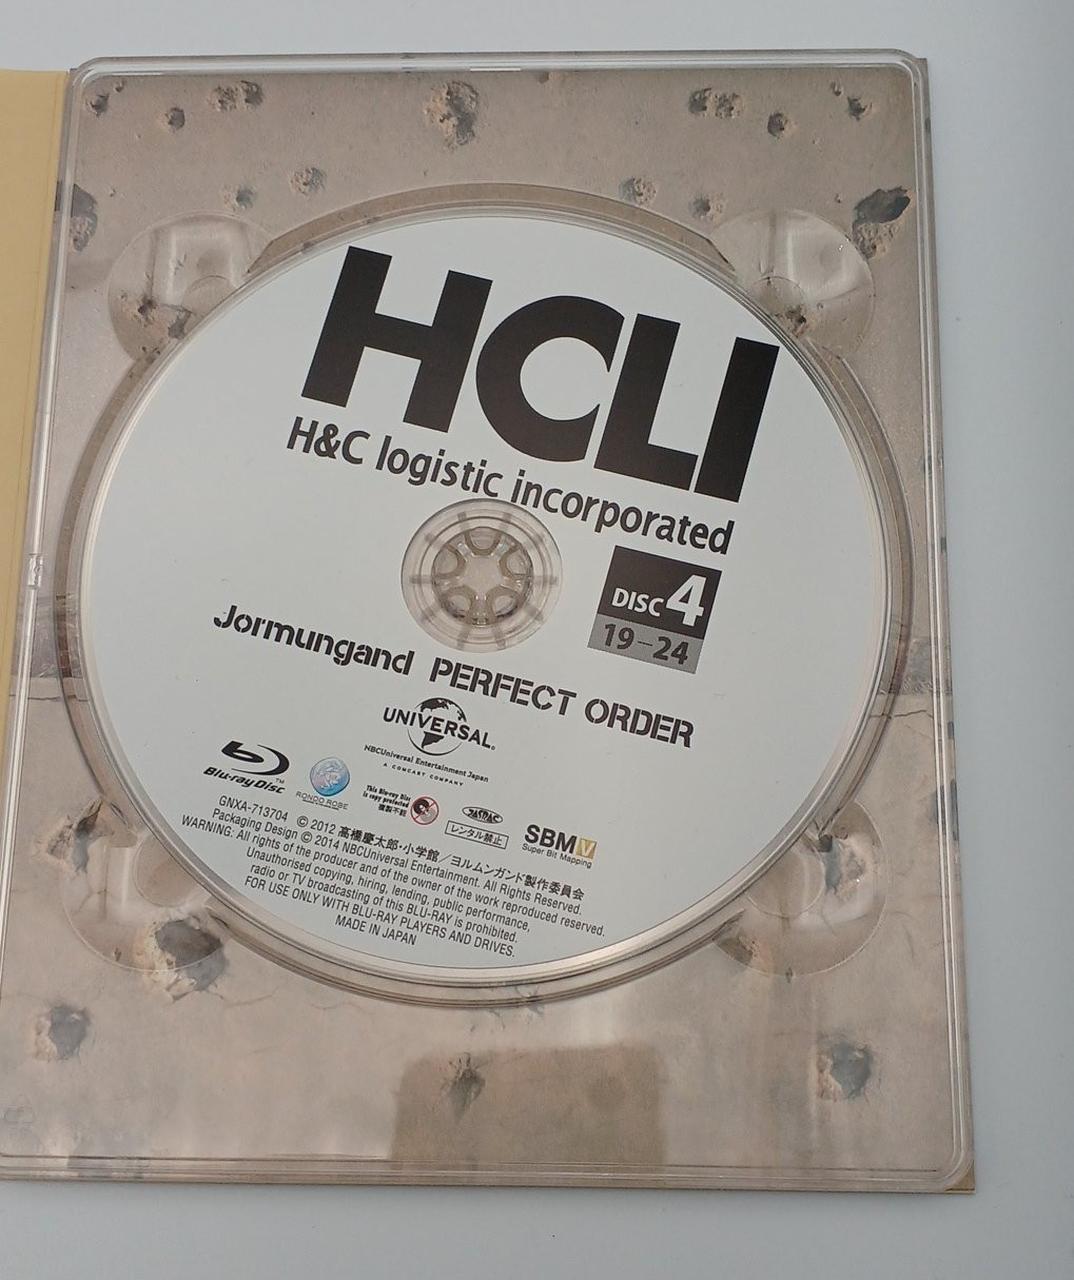 HCLI
H&C logistic incorporated
DISC 4
19-24
Jormungand PERFECT ORDER
UNIVERSAL
NBCUniversal Entertainment Japan
A COMCAST COMPANY
Blu-ray Disc™
RONDO ROBE
This Blu-ray Disc
is copy protected
複製不能
JASRAC
レンタル禁止
SBMV
Super Bit Mapping
GNXA-713704 © 2012 高橋慶太郎・小学館／ヨルムンガンド製作委員会
Packaging Design © 2014 NBCUniversal Entertainment. All Rights Reserved.
WARNING: All rights of the producer and of the owner of the work reproduced reserved.
Unauthorised copying, hiring, lending, public performance,
radio or TV broadcasting of this BLU-RAY is prohibited.
FOR USE ONLY WITH BLU-RAY PLAYERS AND DRIVES.
MADE IN JAPAN